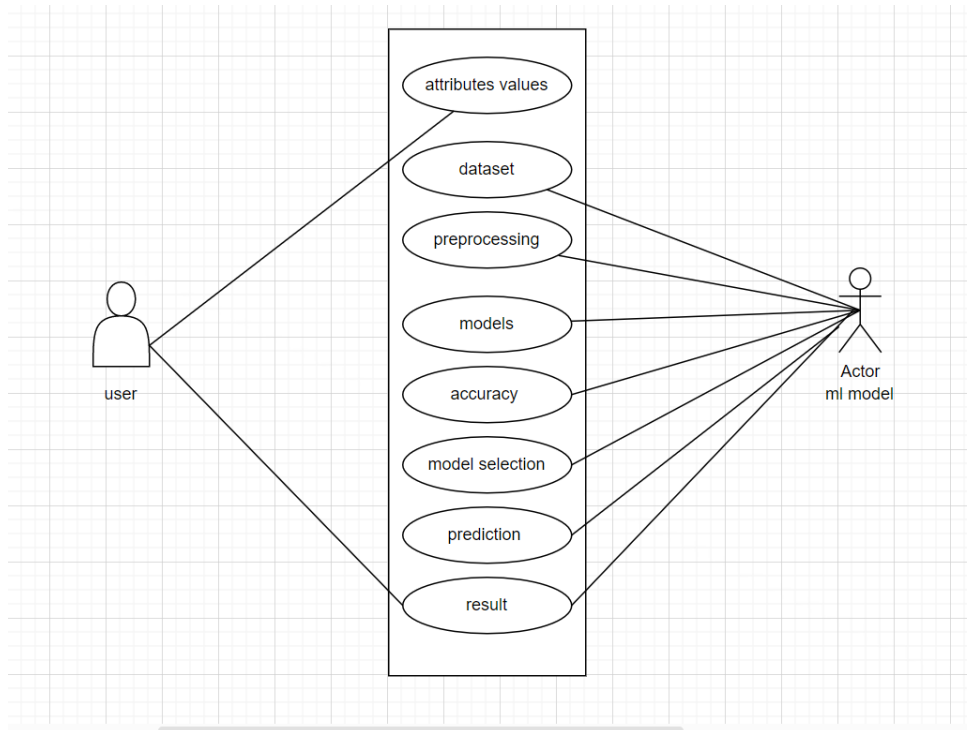 attributes values
dataset
preprocessing
models
accuracy
model selection
prediction
result
user
Actor
ml model